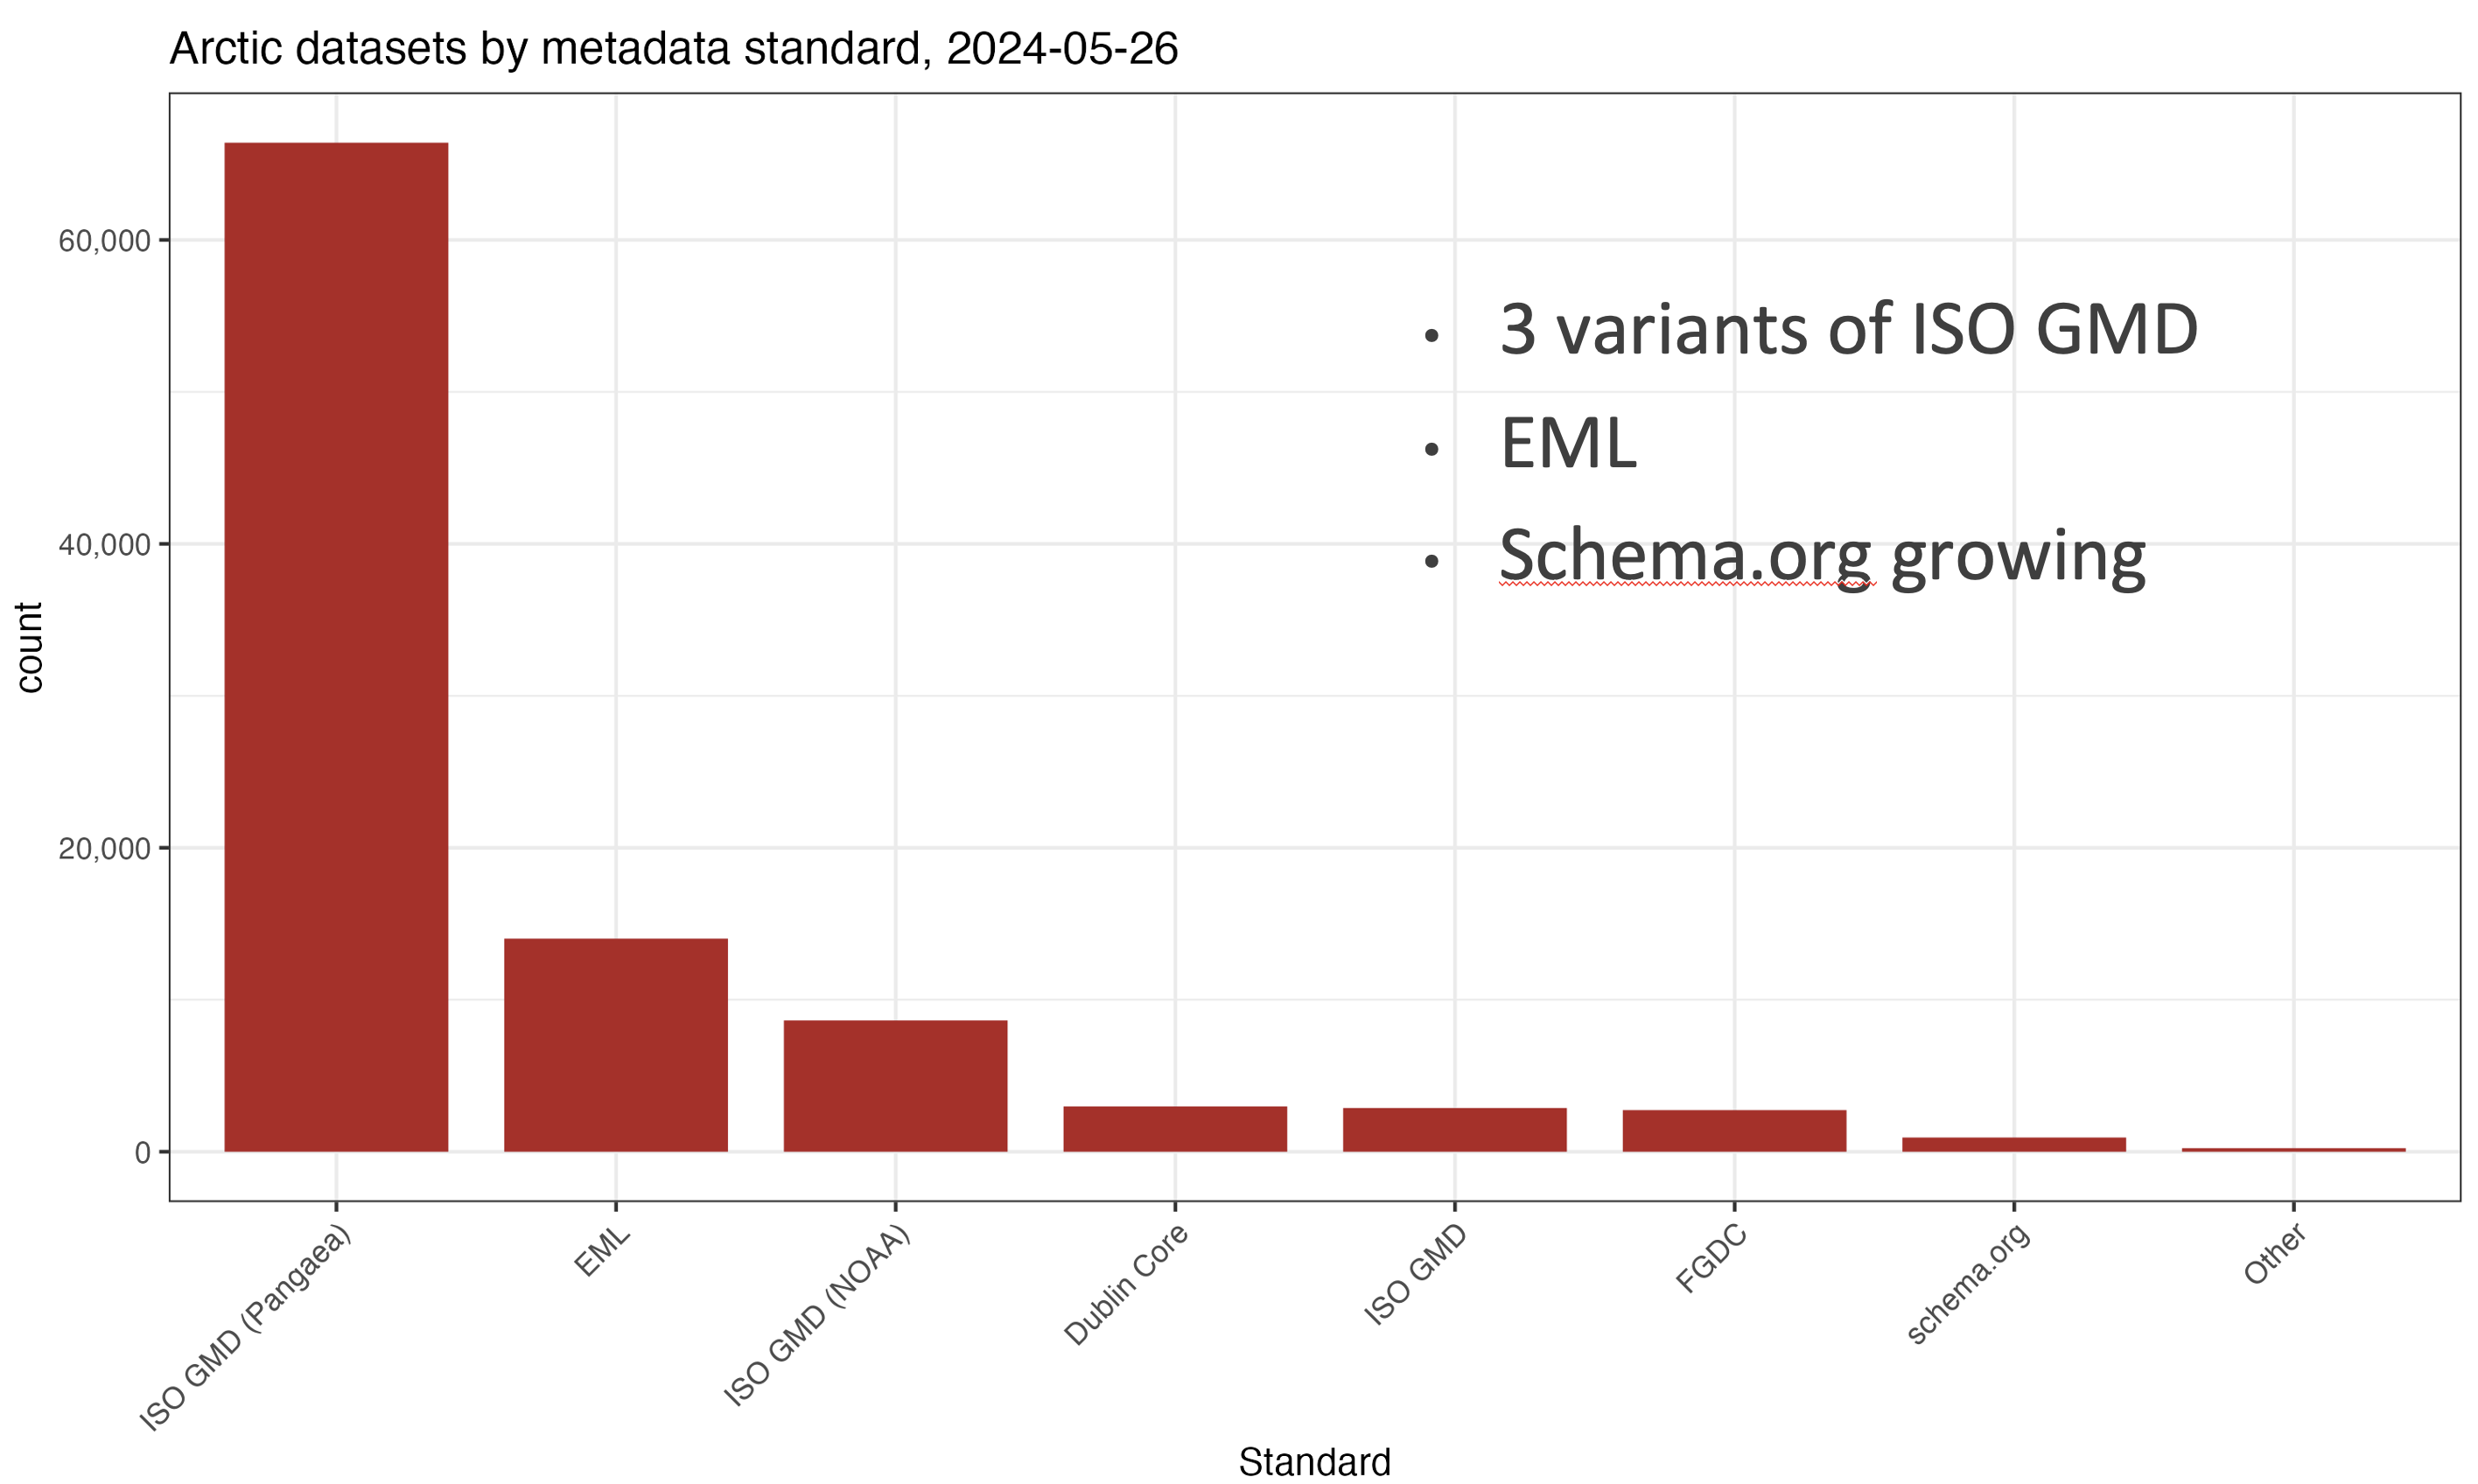 Arctic datasets by metadata standard, 2024-05-26
60,000
40,000
20,000
0
count
• 3 variants of ISO GMD
• EML
• Schema.org growing
ISO GMD (Pangaea)
EML
ISO GMD (NOAA)
Dublin Core
ISO GMD
FGDC
schema.org
Other
Standard